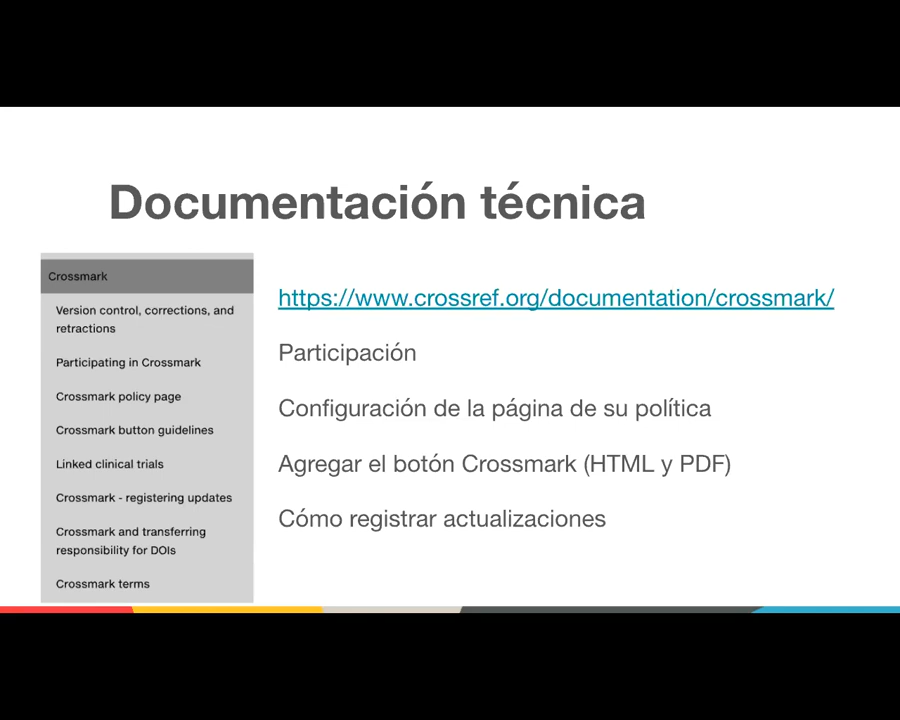 Documentación técnica
Crossmark
Version control, corrections, and
retractions
Participating in Crossmark
Crossmark policy page
Crossmark button guidelines
Linked clinical trials
Crossmark - registering updates
Crossmark and transferring
responsibility for DOIs
Crossmark terms
https://www.crossref.org/documentation/crossmark/
Participación
Configuración de la página de su política
Agregar el botón Crossmark (HTML y PDF)
Cómo registrar actualizaciones